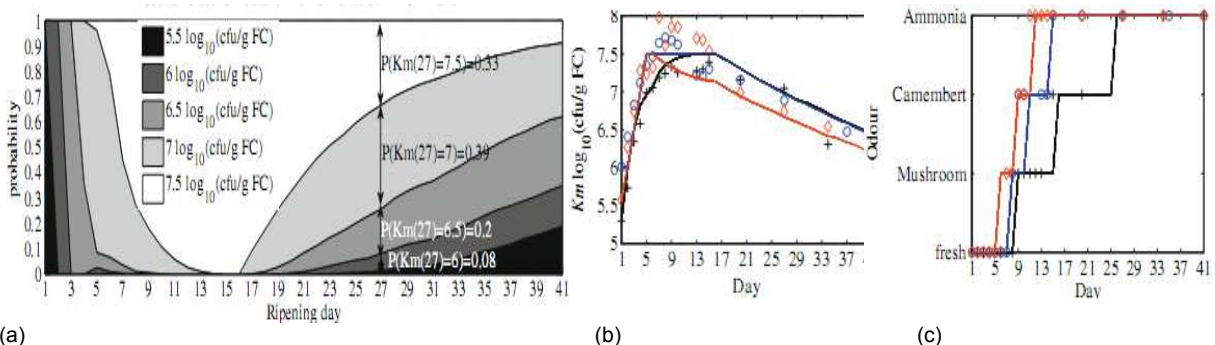 1
0.9
0.8
0.7
0.6
0.5
0.4
0.3
0.2
0.1
0
probability
5.5 log10(cfu/g FC)
6 log10(cfu/g FC)
6.5 log10(cfu/g FC)
7 log10(cfu/g FC)
7.5 log10(cfu/g FC)
P(Km(27)=7.5)=0.33
P(Km(27)=7)=0.39
P(Km(27)=6.5)=0.2
P(Km(27)=6)=0.08
1 3 5 7 9 11 13 15 17 19 21 23 25 27 29 31 33 35 37 39 41
Ripening day
(a)
8
7.5
7
6.5
6
5.5
5
Km log10(cfu/g FC)
1 5 9 13 17 21 25 29 33 37
Day
(b)
Odour
Ammonia
Camembert
Mushroom
fresh
1 5 9 13 17 21 25 29 33 37 41
Day
(c)